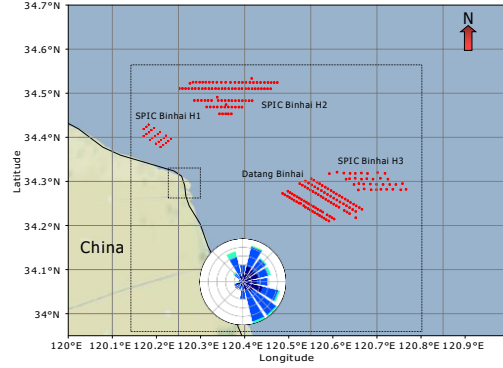 34.7°N
N
34.6°N
34.5°N
SPIC Binhai H2
SPIC Binhai H1
34.4°N
Latitude
SPIC Binhai H3
Datang Binhai
34.3°N
34.2°N
China
34.1°N
34°N
120°E 120.1°E 120.2°E 120.3°E 120.4°E 120.5°E 120.6°E 120.7°E 120.8°E 120.9°E
Longitude